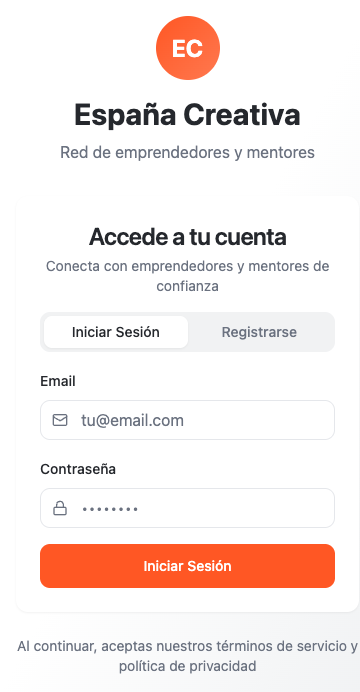 EC
España Creativa
Red de emprendedores y mentores
Accede a tu cuenta
Conecta con emprendedores y mentores de
confianza
Iniciar Sesión
Registrarse
Email
tu@email.com
Contraseña
••••••••
Iniciar Sesión
Al continuar, aceptas nuestros términos de servicio y
política de privacidad